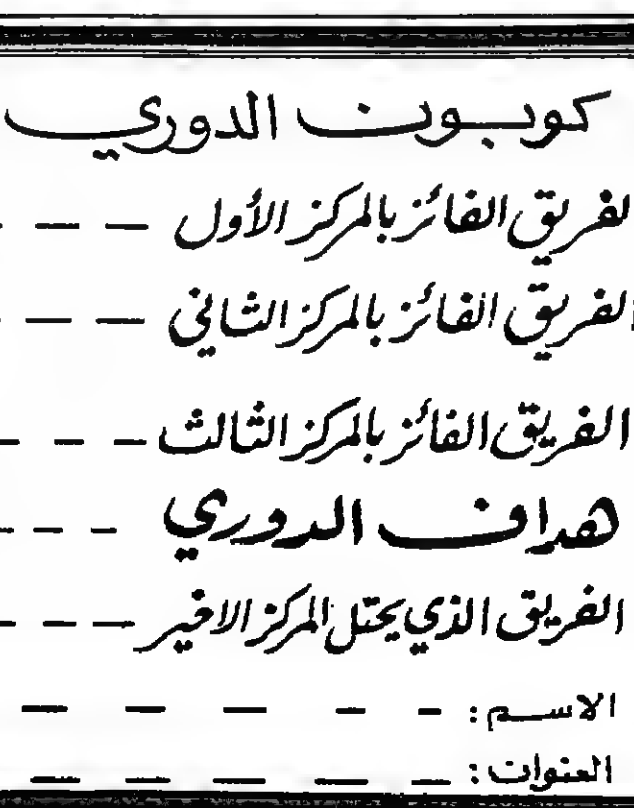 كوبون الدوري
الفريق الفائز بالمركز الأول — — —
الفريق الفائز بالمركز الثاني — — —
الفريق الفائز بالمركز الثالث — — —
هداف الدوري — — —
الفريق الذي يحتل المركز الاخير — — —
الاسم : — — — — —
العنوان : — — — — —